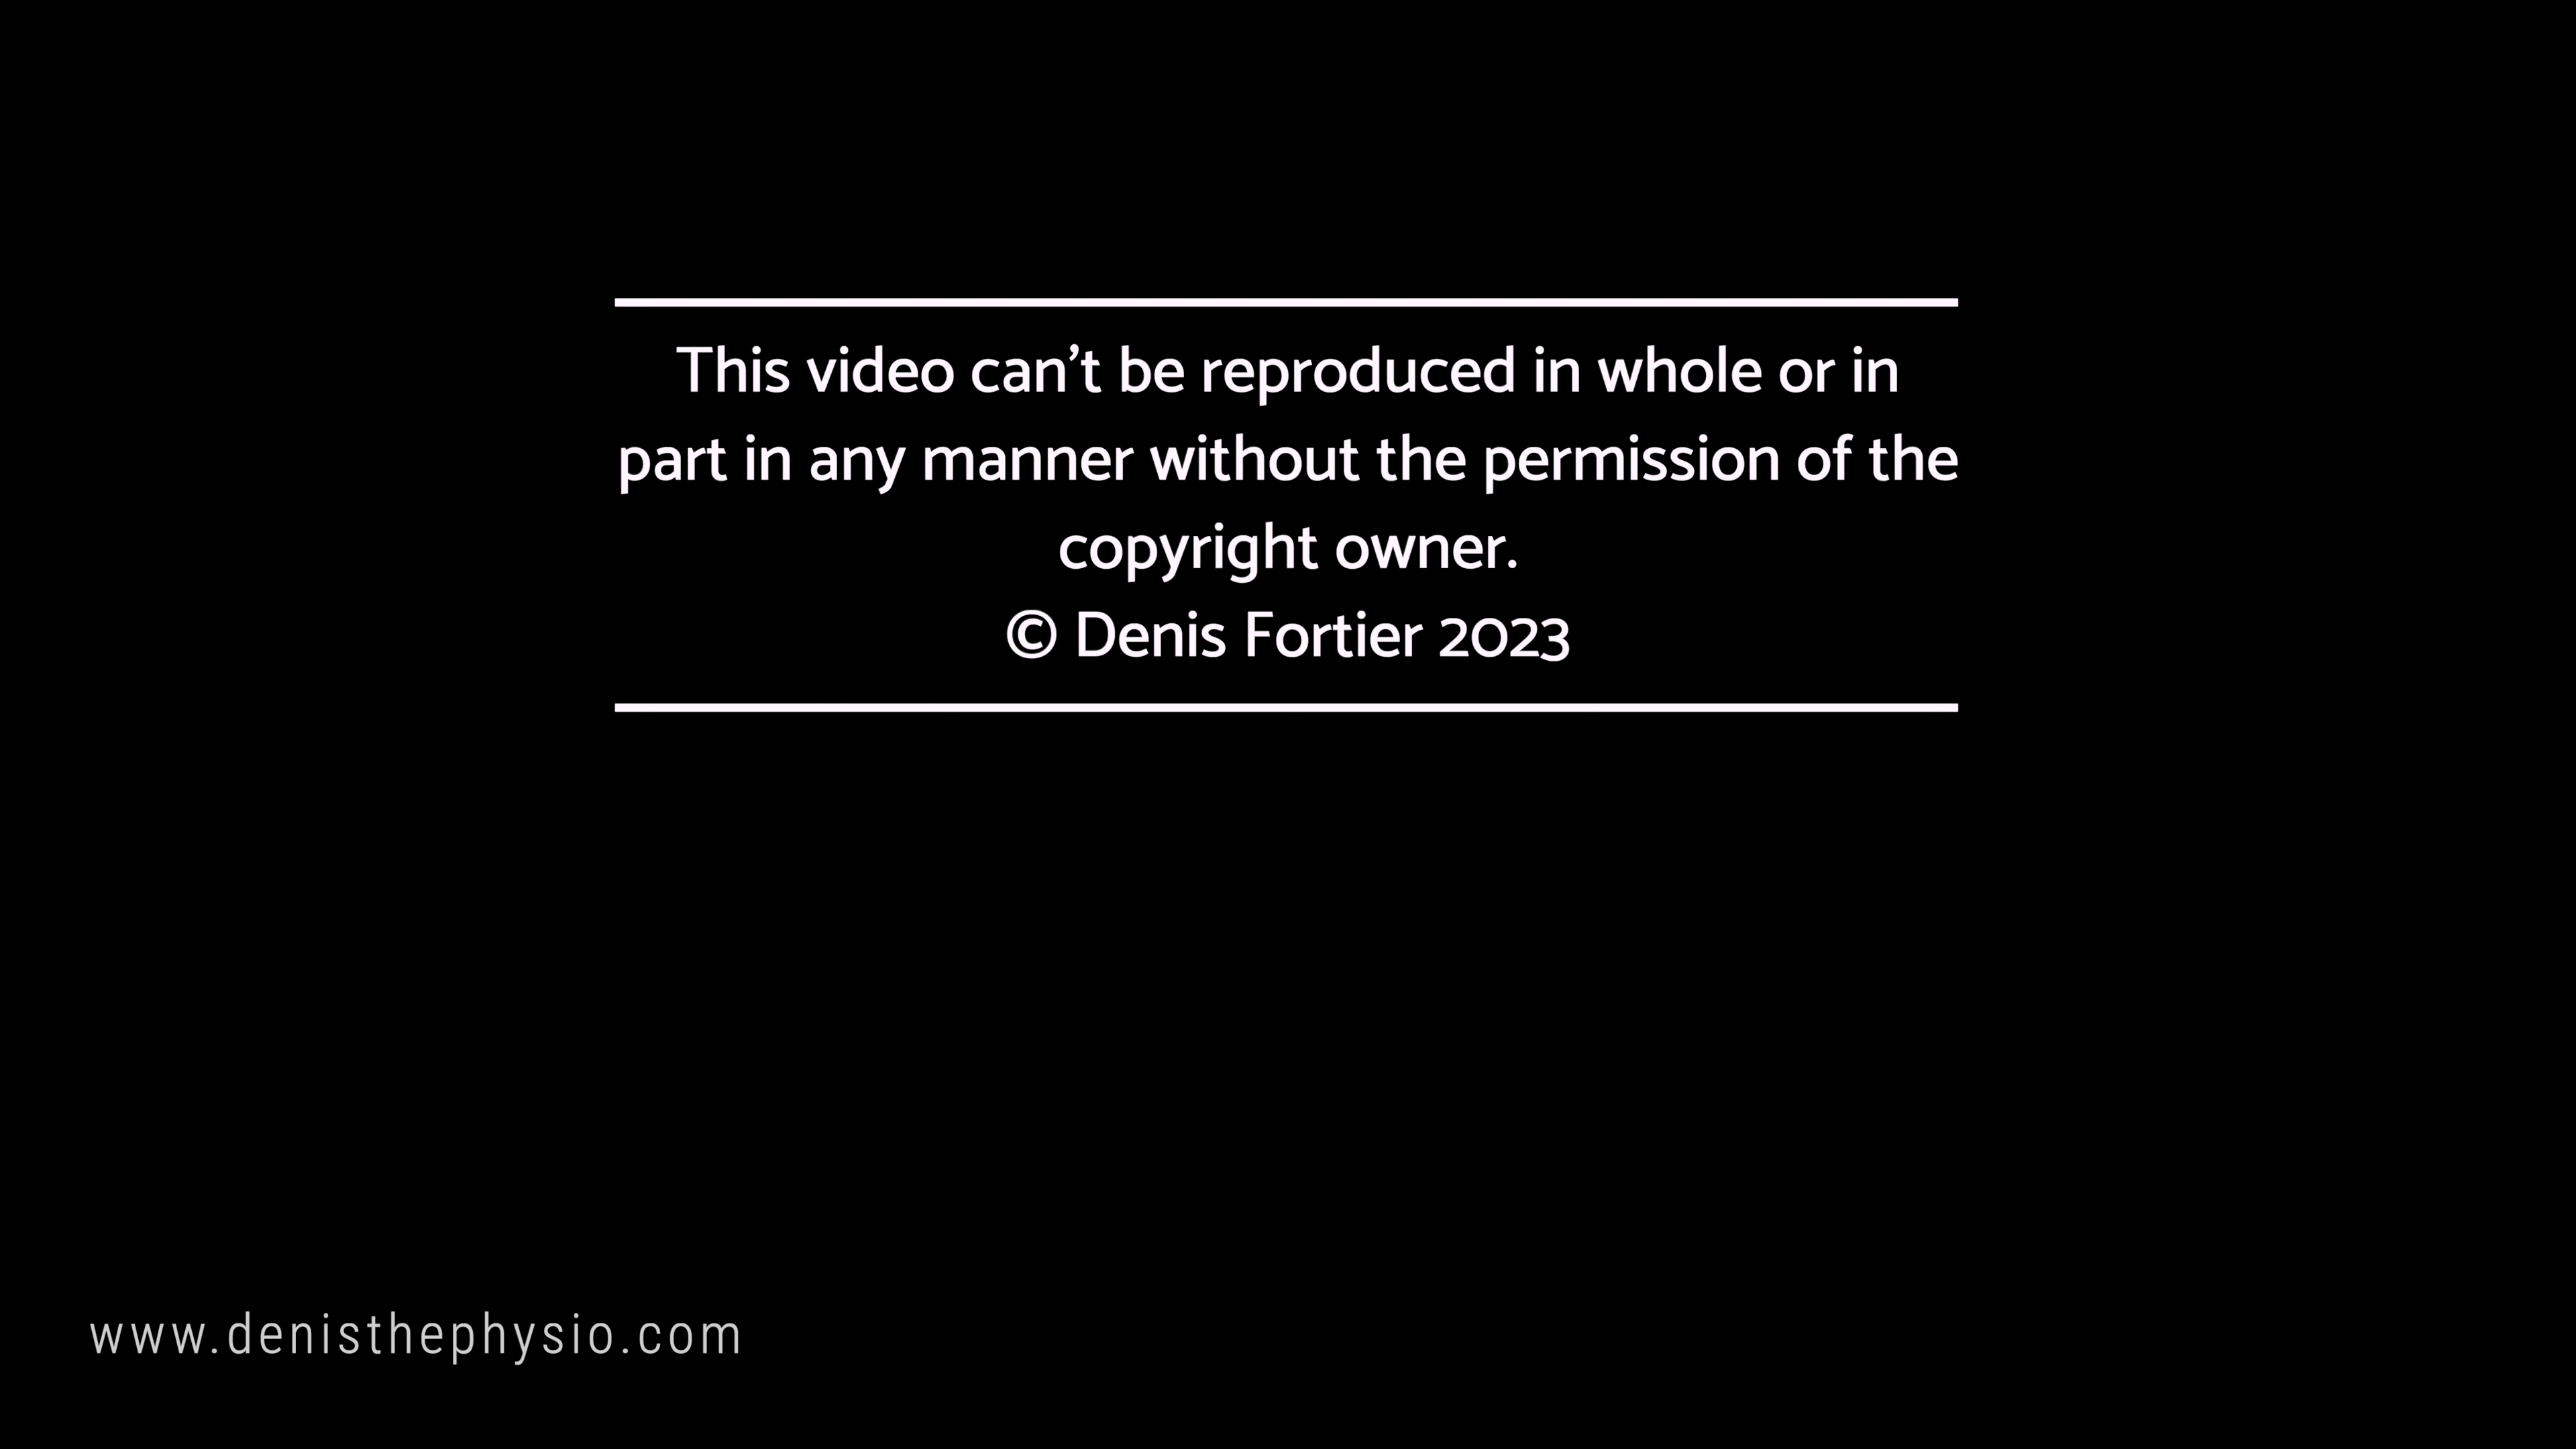 This video can’t be reproduced in whole or in
part in any manner without the permission of the
copyright owner.
© Denis Fortier 2023
www.denisthephysio.com